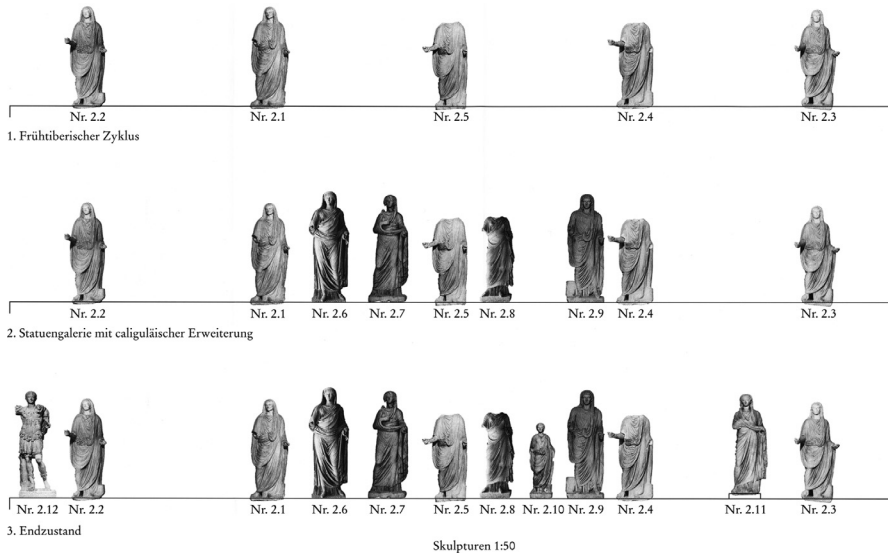 Nr. 2.2 Nr. 2.1 Nr. 2.5 Nr. 2.4 Nr. 2.3
1. Frühtiberischer Zyklus
Nr. 2.2 Nr. 2.1 Nr. 2.6 Nr. 2.7 Nr. 2.5 Nr. 2.8 Nr. 2.9 Nr. 2.4 Nr. 2.3
2. Statuengalerie mit caliguläischer Erweiterung
Nr. 2.12 Nr. 2.2 Nr. 2.1 Nr. 2.6 Nr. 2.7 Nr. 2.5 Nr. 2.8 Nr. 2.10 Nr. 2.9 Nr. 2.4 Nr. 2.11 Nr. 2.3
3. Endzustand
Skulpturen 1:50